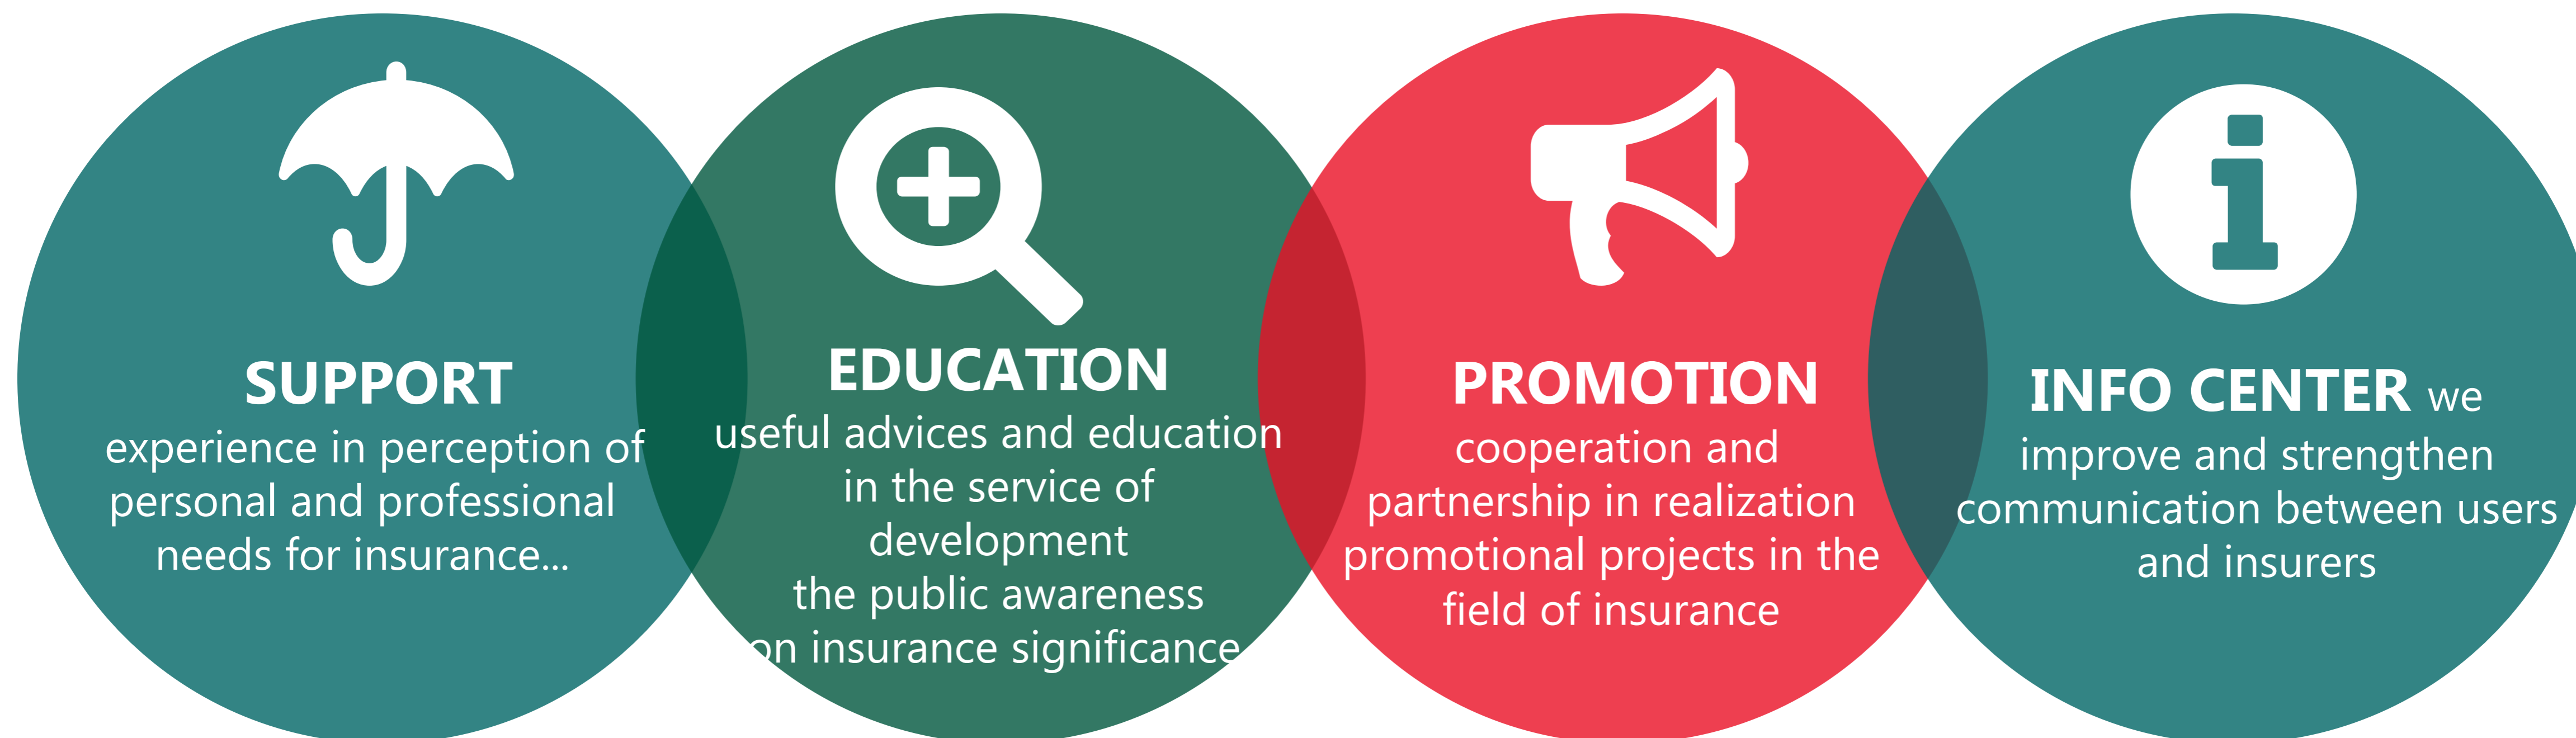 SUPPORT
experience in perception of
personal and professional
needs for insurance...
EDUCATION
useful advices and education
in the service of
development
the public awareness
on insurance significance
PROMOTION
cooperation and
partnership in realization
promotional projects in the
field of insurance
INFO CENTER we
improve and strengthen
communication between users
and insurers